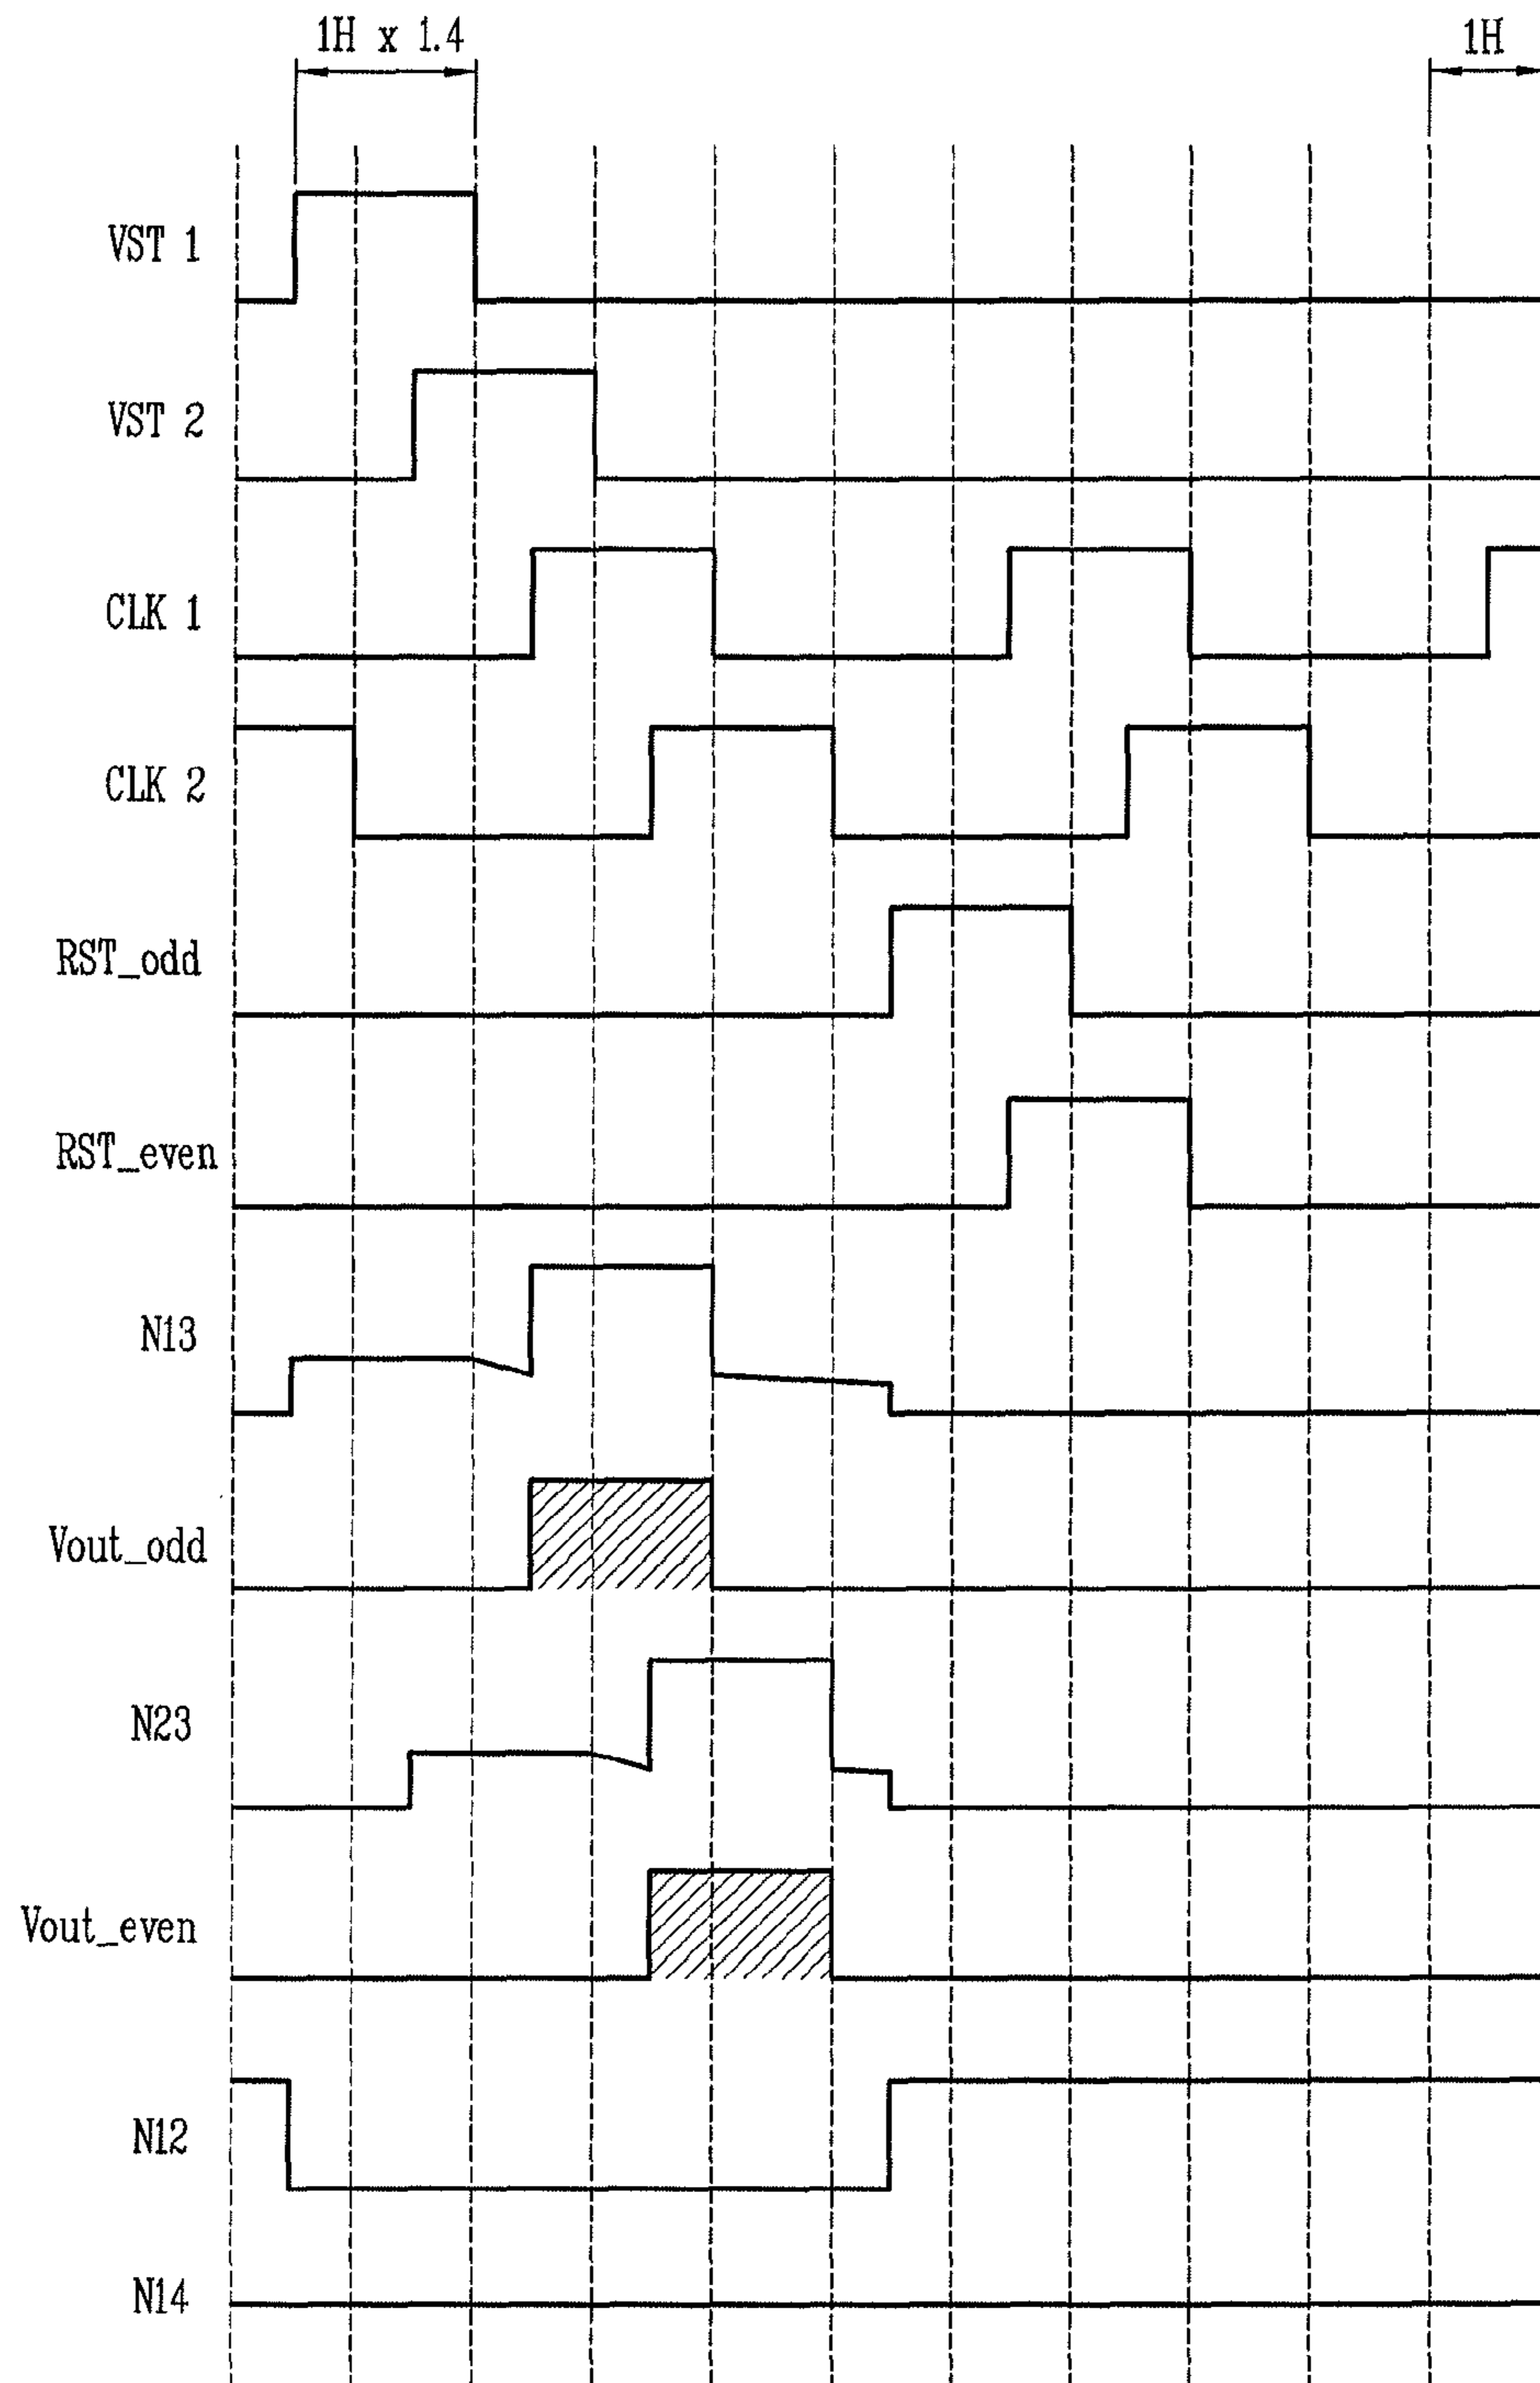 1H x 1.4
1H
VST 1
VST 2
CLK 1
CLK 2
RST_odd
RST_even
N13
Vout_odd
N23
Vout_even
N12
N14